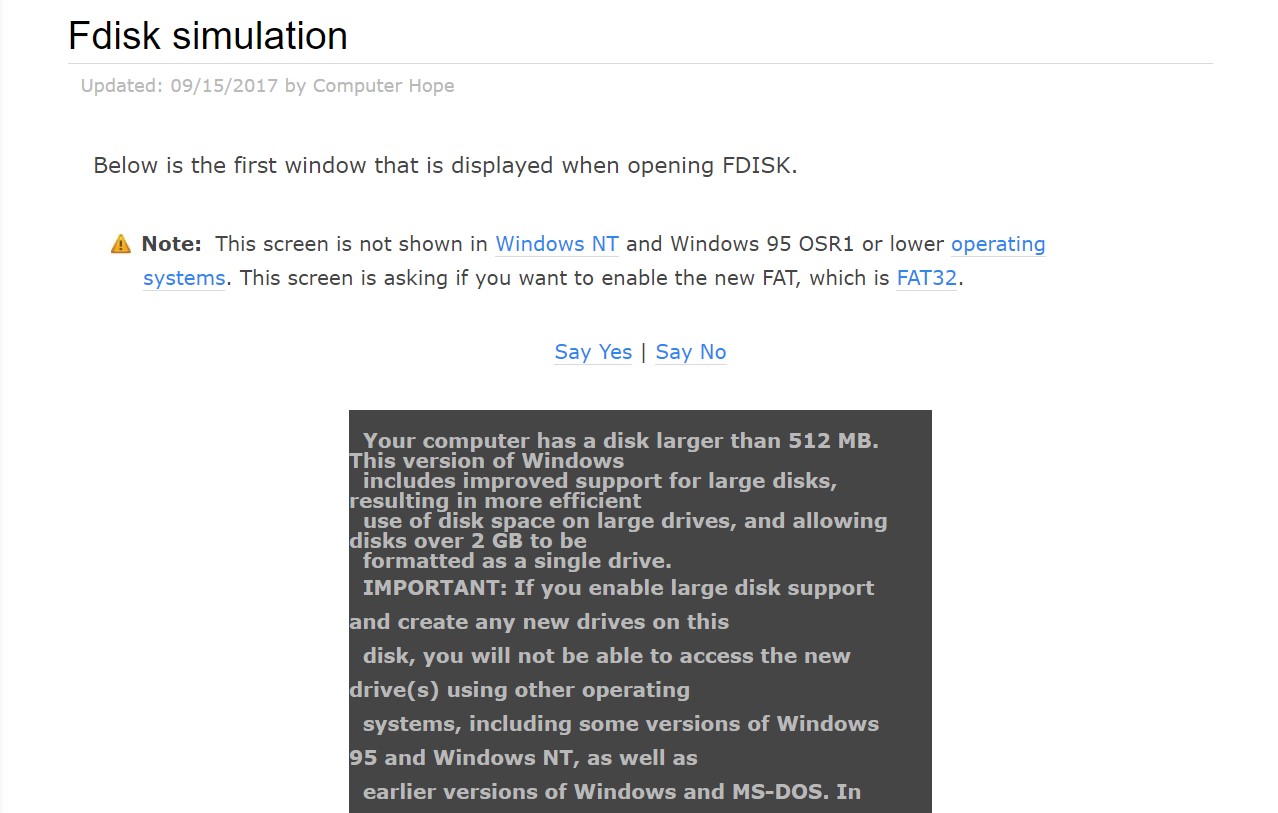 Fdisk simulation
Updated: 09/15/2017 by Computer Hope
Below is the first window that is displayed when opening FDISK.
Note: This screen is not shown in Windows NT and Windows 95 OSR1 or lower operating
systems. This screen is asking if you want to enable the new FAT, which is FAT32.
Say Yes | Say No
Your computer has a disk larger than 512 MB.
This version of Windows
includes improved support for large disks,
resulting in more efficient
use of disk space on large drives, and allowing
disks over 2 GB to be
formatted as a single drive.
IMPORTANT: If you enable large disk support
and create any new drives on this
disk, you will not be able to access the new
drive(s) using other operating
systems, including some versions of Windows
95 and Windows NT, as well as
earlier versions of Windows and MS-DOS. In